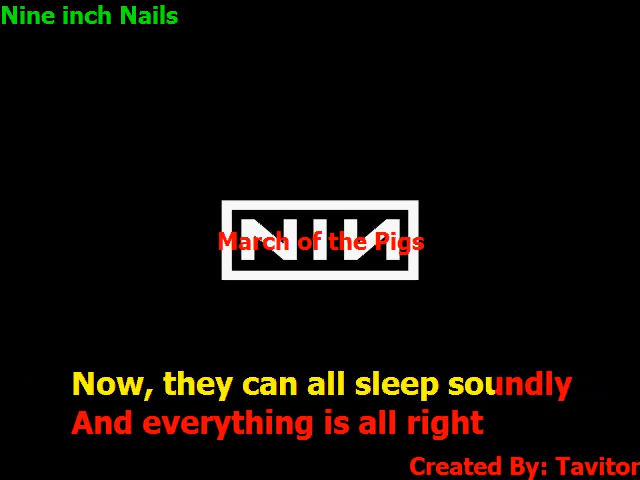 Nine inch Nails
NIN
March of the Pigs
Now, they can all sleep soundly
And everything is all right
Created By: Tavitor